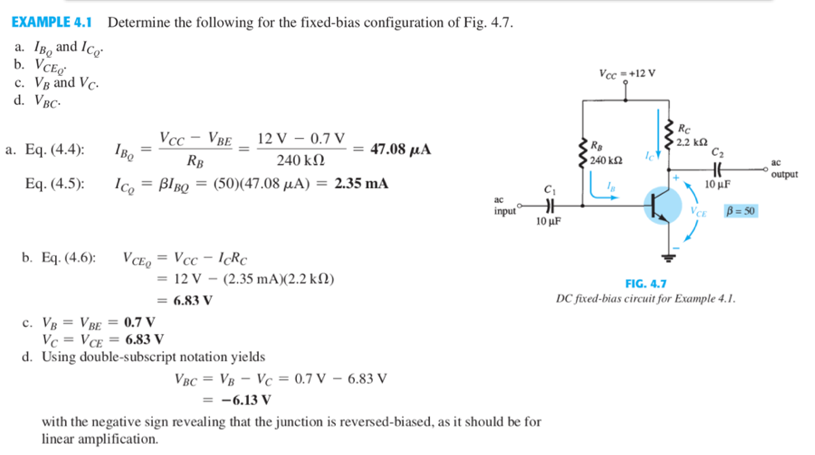 EXAMPLE 4.1 Determine the following for the fixed-bias configuration of Fig. 4.7.
a. I_BQ and I_CQ.
b. V_CEQ.
c. V_B and V_C.
d. V_BC.
a. Eq. (4.4): I_BQ = (V_CC − V_BE) / R_B = (12 V − 0.7 V) / 240 kΩ = 47.08 μA
Eq. (4.5): I_CQ = βI_BQ = (50)(47.08 μA) = 2.35 mA
b. Eq. (4.6): V_CEQ = V_CC − I_CR_C
= 12 V − (2.35 mA)(2.2 kΩ)
= 6.83 V
c. V_B = V_BE = 0.7 V
V_C = V_CE = 6.83 V
d. Using double-subscript notation yields
V_BC = V_B − V_C = 0.7 V − 6.83 V
= −6.13 V
with the negative sign revealing that the junction is reversed-biased, as it should be for
linear amplification.
V_CC = +12 V
R_C
2.2 kΩ
R_B
240 kΩ
I_C
C_2
10 μF
ac
output
I_B
+
C_1
ac
input
10 μF
V_CE
β = 50
−
FIG. 4.7
DC fixed-bias circuit for Example 4.1.